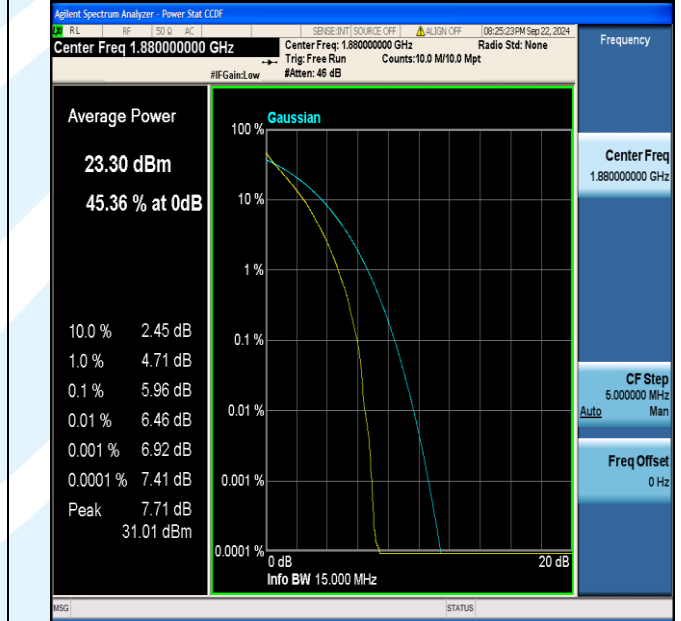 Agilent Spectrum Analyzer - Power Stat CCDF
RL RF 50 Ω AC SENSE:INT SOURCE OFF ALIGN OFF 08:25:23 PM Sep 22, 2024
Center Freq 1.880000000 GHz
Center Freq: 1.880000000 GHz Radio Std: None
Trig: Free Run Counts:10.0 M/10.0 Mpt
#IFGain:Low #Atten: 46 dB
Frequency
Center Freq
1.880000000 GHz
CF Step
5.000000 MHz
Auto Man
Freq Offset
0 Hz
Average Power
23.30 dBm
45.36 % at 0dB
10.0 % 2.45 dB
1.0 % 4.71 dB
0.1 % 5.96 dB
0.01 % 6.46 dB
0.001 % 6.92 dB
0.0001 % 7.41 dB
Peak 7.71 dB
31.01 dBm
Gaussian
100 %
10 %
1 %
0.1 %
0.01 %
0.001 %
0.0001 %
0 dB 20 dB
Info BW 15.000 MHz
MSG STATUS